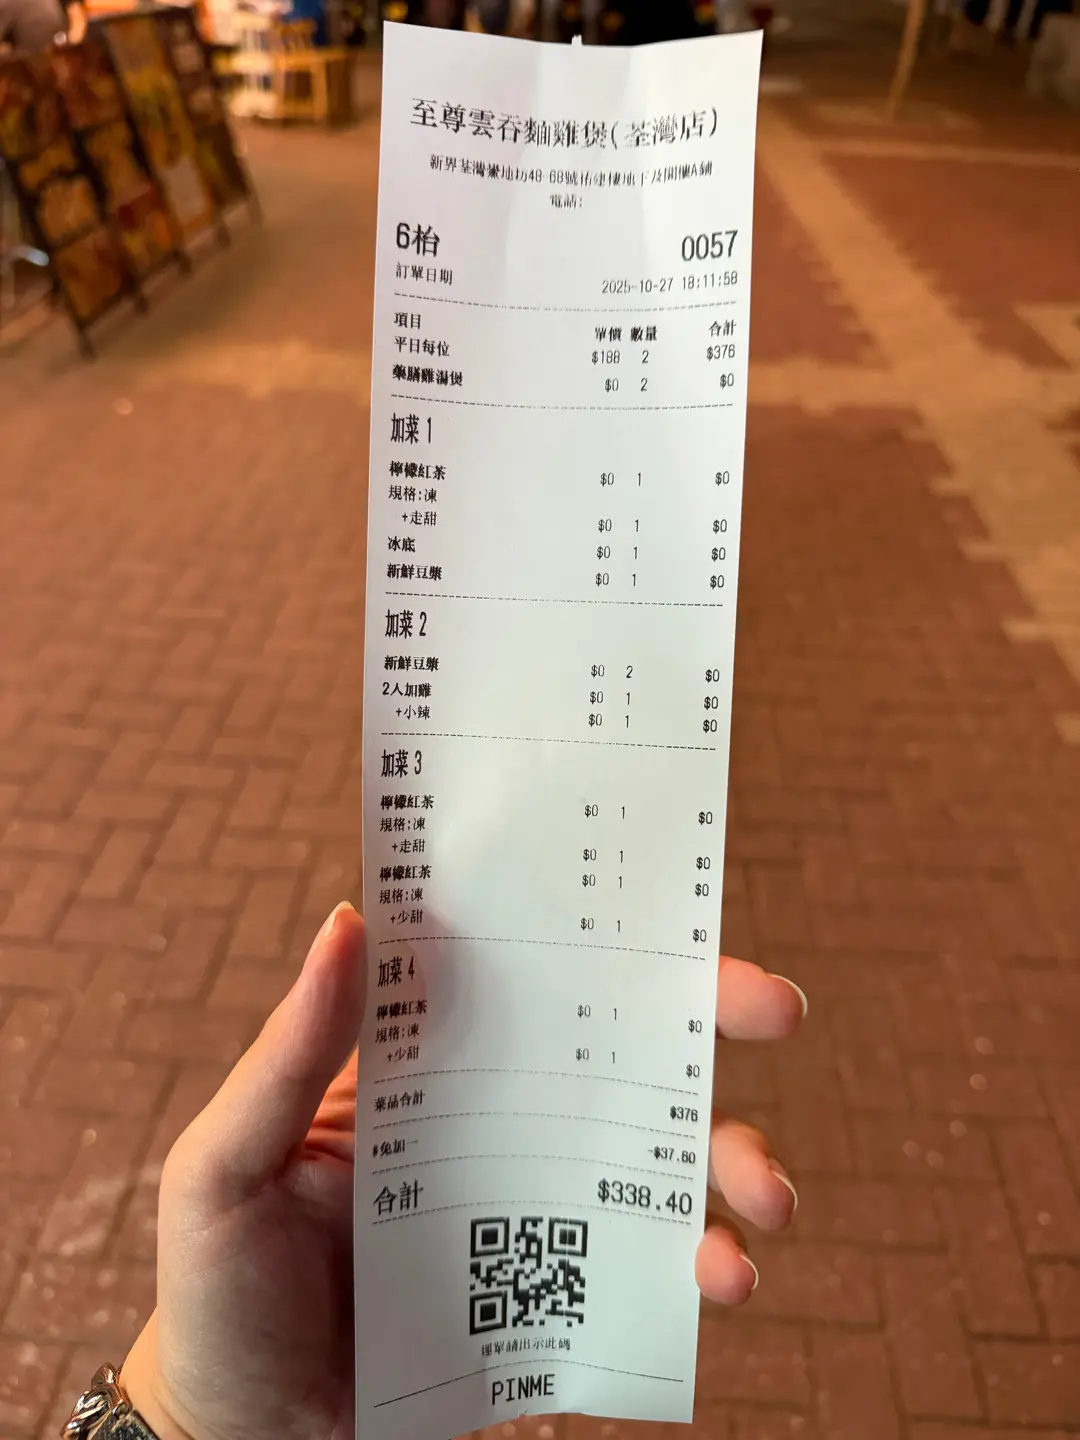 至尊雲吞麵雞煲(荃灣店)
新界荃灣 地坊48-68號 建樓地下及閣樓A鋪
電話:
6枱 0057
訂單日期 2025-10-27 18:11:58
項目 單價 數量 合計
平日每位 $188 2 $376
藥膳雞湯煲 $0 2 $0
加菜 1
檸檬紅茶 $0 1 $0
規格:凍
+走甜 $0 1 $0
冰底 $0 1 $0
新鮮豆漿 $0 1 $0
加菜 2
新鮮豆漿 $0 2 $0
2人加雞 $0 1 $0
+小辣 $0 1 $0
加菜 3
檸檬紅茶 $0 1 $0
規格:凍
+走甜 $0 1 $0
檸檬紅茶 $0 1 $0
規格:凍
+少甜 $0 1 $0
加菜 4
檸檬紅茶 $0 1 $0
規格:凍
+少甜 $0 1 $0
菜品合計 $376
#免加一 -$37.60
合計 $338.40
埋單請出示此碼
PINME